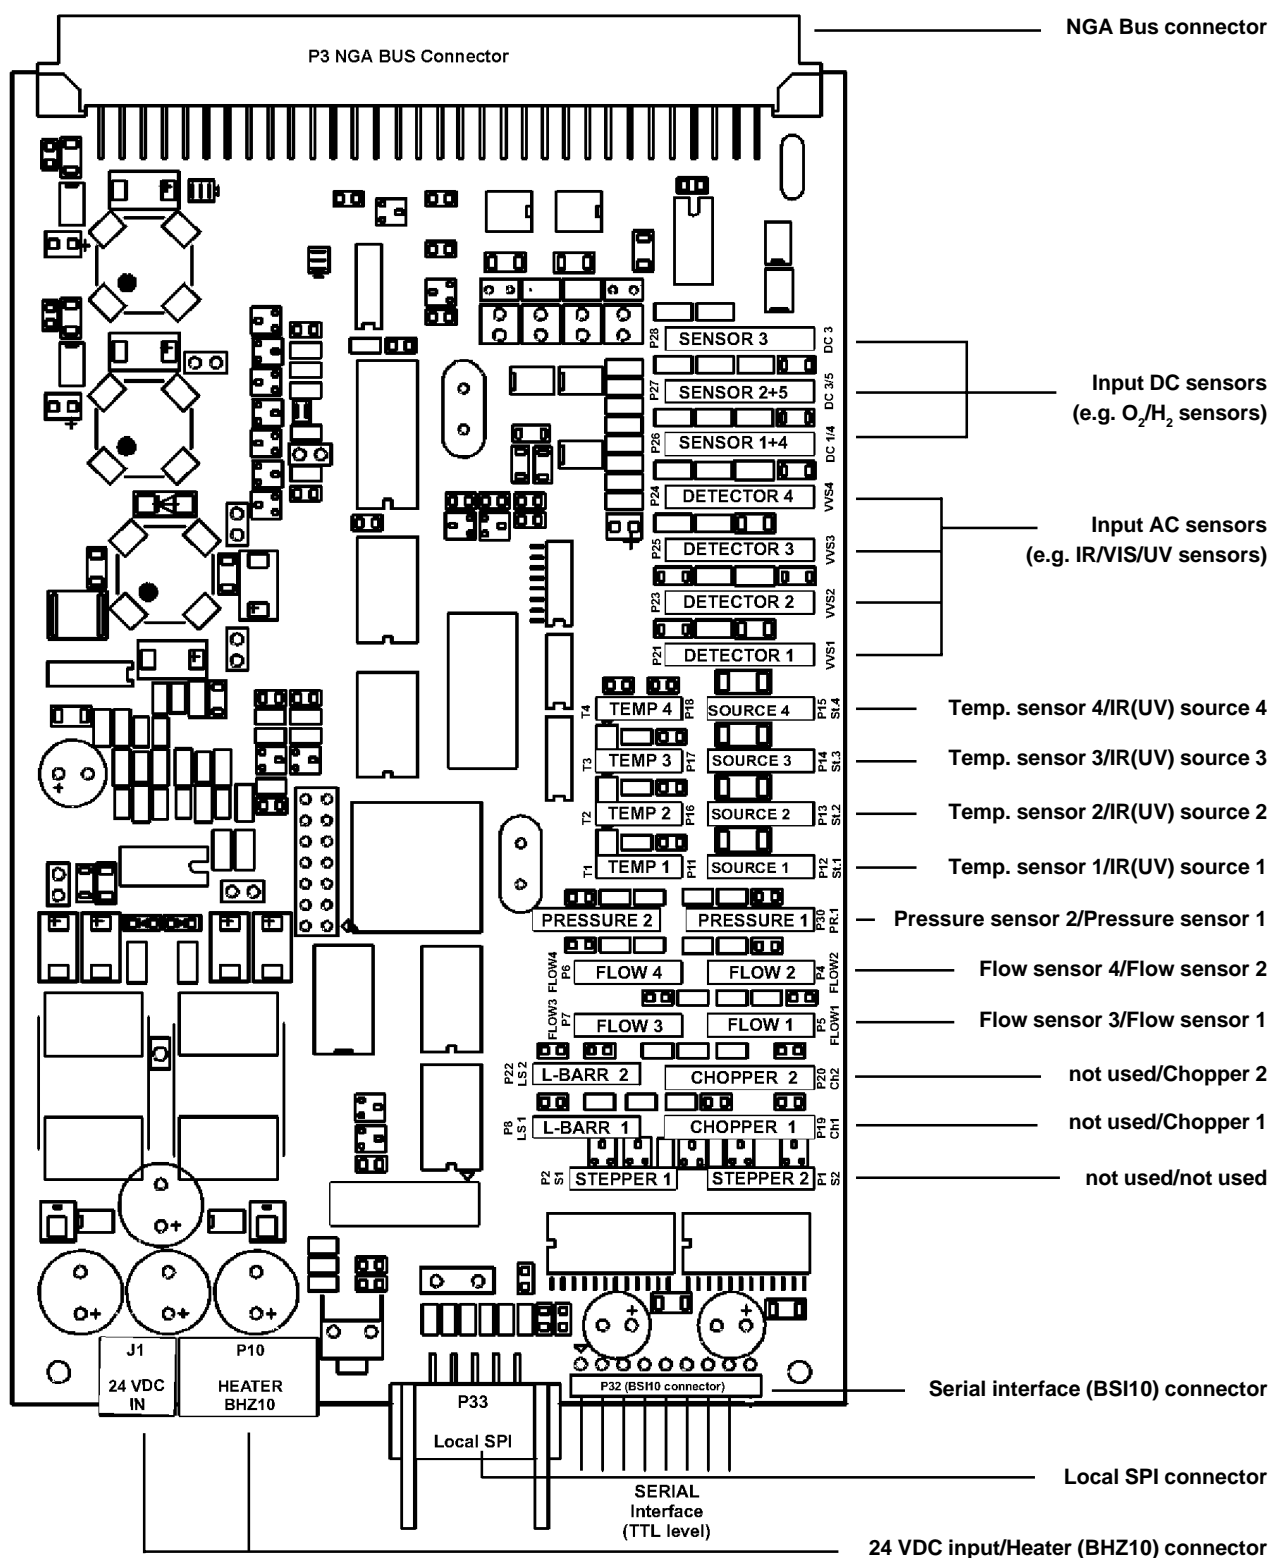 NGA Bus connector
P3 NGA BUS Connector
P28 SENSOR 3 DC 3
P27 SENSOR 2+5 DC 3/5
Input DC sensors
(e.g. O2/H2 sensors)
P26 SENSOR 1+4 DC 1/4
P24 DETECTOR 4 VVS4
Input AC sensors
(e.g. IR/VIS/UV sensors)
P25 DETECTOR 3 VVS3
P23 DETECTOR 2 VVS2
P21 DETECTOR 1 VVS1
T4 TEMP 4 P18 SOURCE 4 P15 St.4 Temp. sensor 4/IR(UV) source 4
T3 TEMP 3 P17 SOURCE 3 P14 St.3 Temp. sensor 3/IR(UV) source 3
T2 TEMP 2 P16 SOURCE 2 P13 St.2 Temp. sensor 2/IR(UV) source 2
T1 TEMP 1 P11 SOURCE 1 P12 St.1 Temp. sensor 1/IR(UV) source 1
PRESSURE 2 PRESSURE 1 P30 PR.1 Pressure sensor 2/Pressure sensor 1
FLOW4 P6 FLOW 4 FLOW 2 P4 FLOW2 Flow sensor 4/Flow sensor 2
FLOW3 P7 FLOW 3 FLOW 1 P5 FLOW1 Flow sensor 3/Flow sensor 1
P22 LS 2 L-BARR 2 CHOPPER 2 P20 Ch2 not used/Chopper 2
P8 LS 1 L-BARR 1 CHOPPER 1 P19 Ch1 not used/Chopper 1
P2 S1 STEPPER 1 STEPPER 2 P1 S2 not used/not used
J1
24 VDC
IN
P10
HEATER
BHZ10
P32 (BSI10 connector)
Serial interface (BSI10) connector
P33
Local SPI
Local SPI connector
SERIAL
Interface
(TTL level)
24 VDC input/Heater (BHZ10) connector